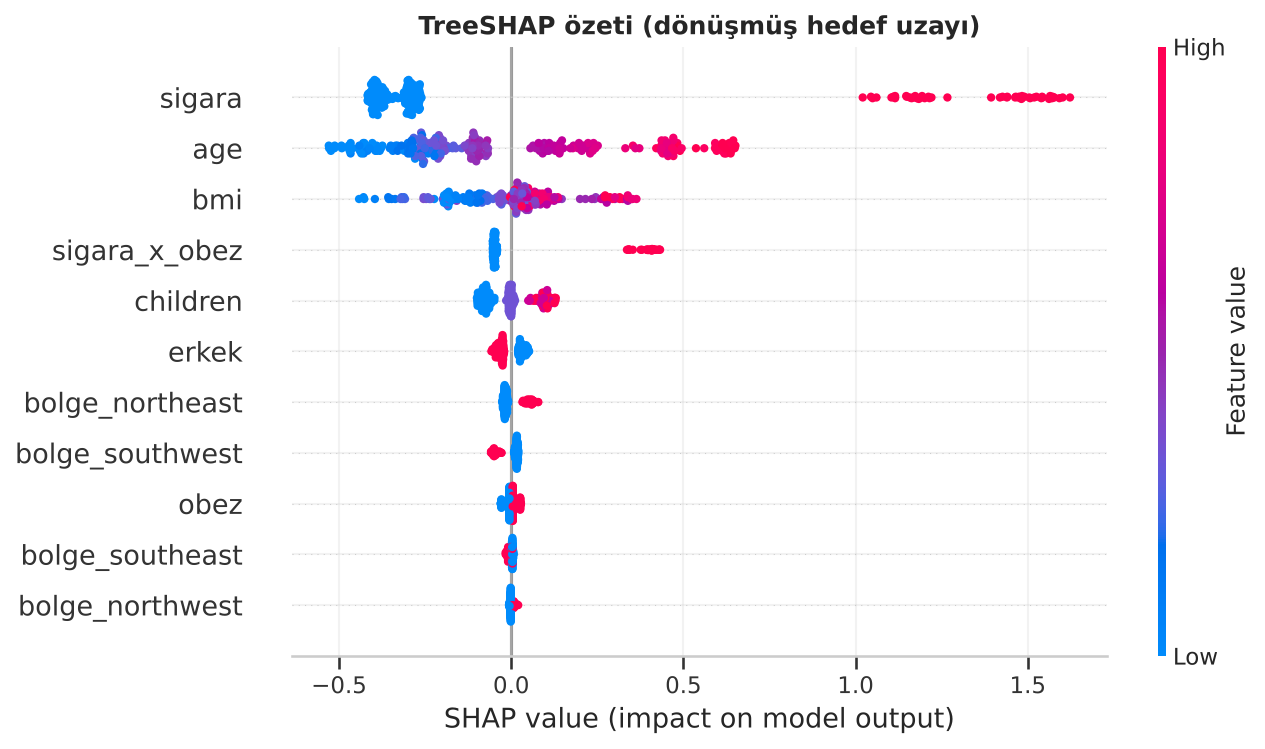 TreeSHAP özeti (dönüşmüş hedef uzayı)
High
sigara
age
bmi
sigara_x_obez
children
erkek
bolge_northeast
bolge_southwest
obez
bolge_southeast
bolge_northwest
Feature value
Low
−0.5 0.0 0.5 1.0 1.5
SHAP value (impact on model output)